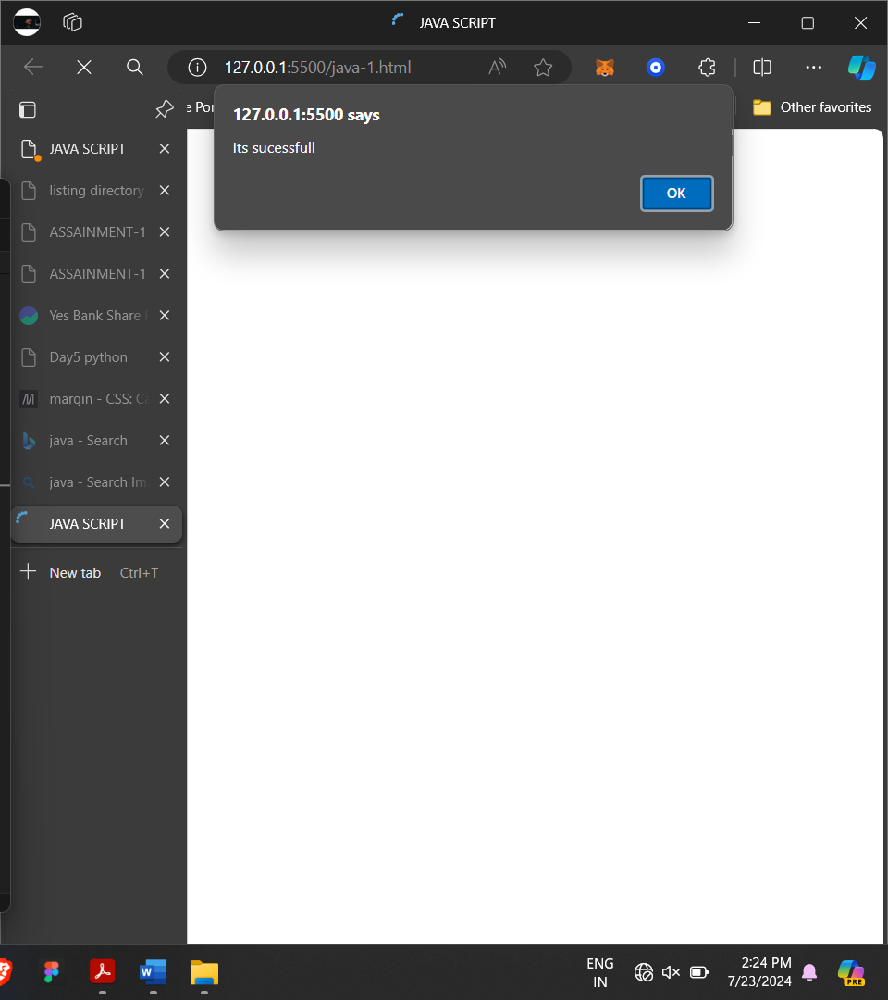 JAVA SCRIPT
127.0.0.1:5500/java-1.html
e Por
Other favorites
127.0.0.1:5500 says
Its sucessfull
OK
JAVA SCRIPT
listing directory
ASSAINMENT-1
ASSAINMENT-1
Yes Bank Share
Day5 python
margin - CSS: Ca
java - Search
java - Search Ima
JAVA SCRIPT
New tab Ctrl+T
ENG
IN
2:24 PM
7/23/2024
PRE